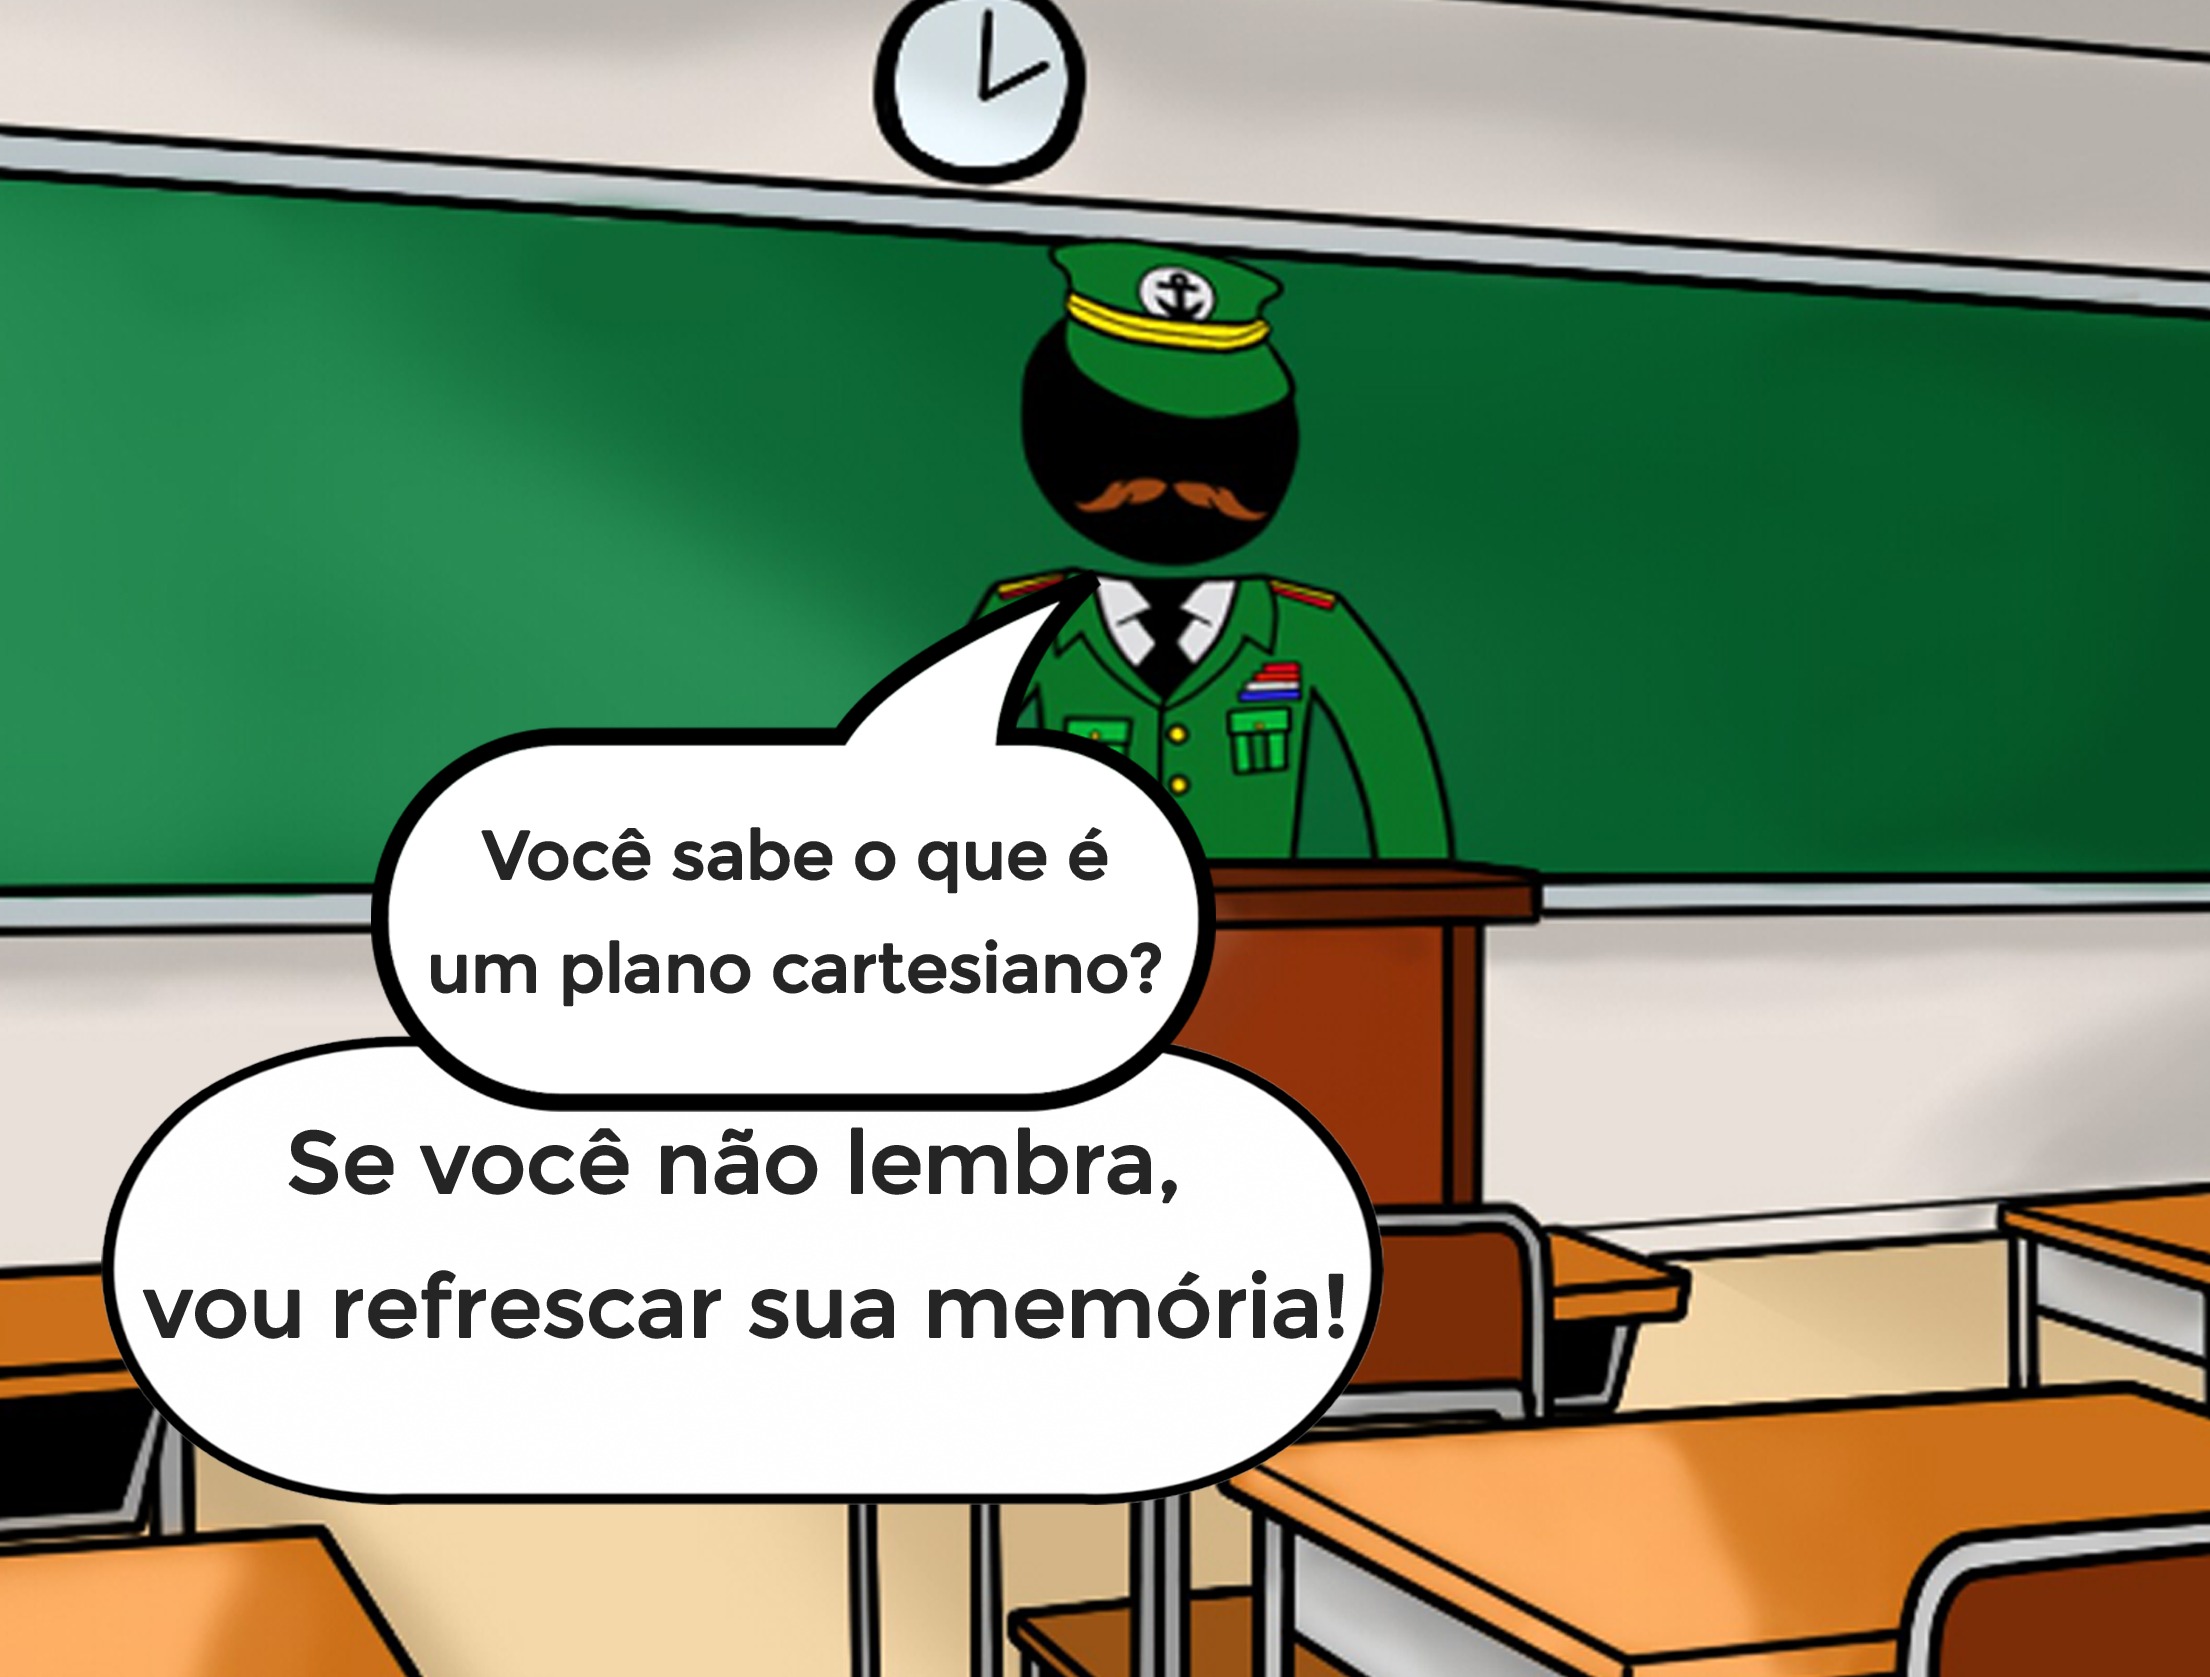 Você sabe o que é
um plano cartesiano?
Se você não lembra,
vou refrescar sua memória!